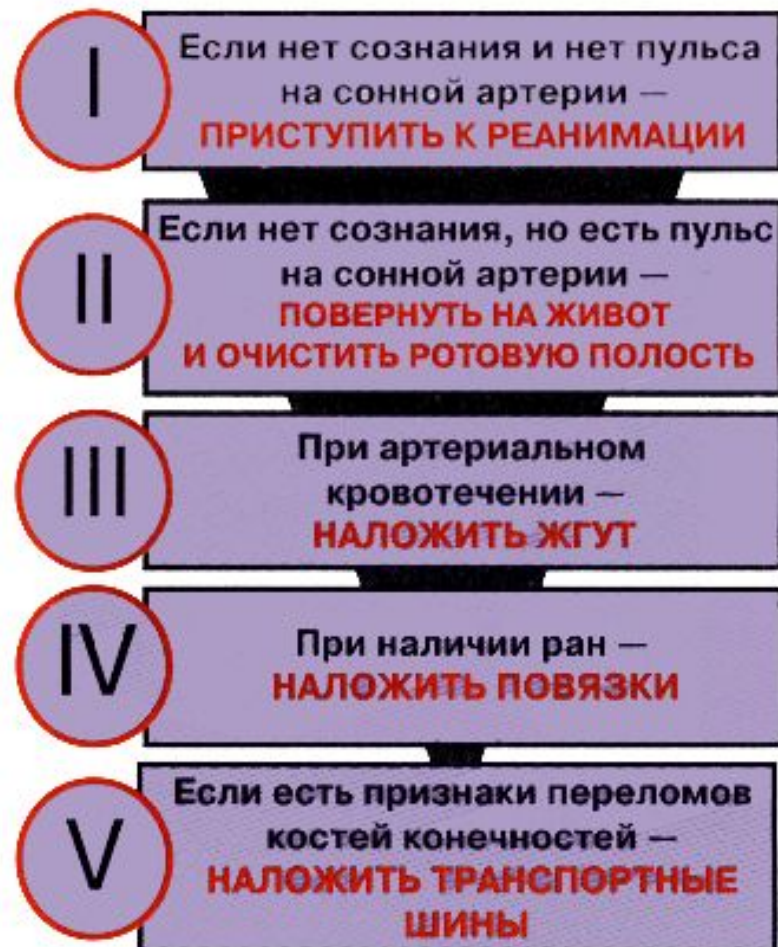 I
Если нет сознания и нет пульса
на сонной артерии —
ПРИСТУПИТЬ К РЕАНИМАЦИИ
II
Если нет сознания, но есть пульс
на сонной артерии —
ПОВЕРНУТЬ НА ЖИВОТ
И ОЧИСТИТЬ РОТОВУЮ ПОЛОСТЬ
III
При артериальном
кровотечении —
НАЛОЖИТЬ ЖГУТ
IV
При наличии ран —
НАЛОЖИТЬ ПОВЯЗКИ
V
Если есть признаки переломов
костей конечностей —
НАЛОЖИТЬ ТРАНСПОРТНЫЕ
ШИНЫ